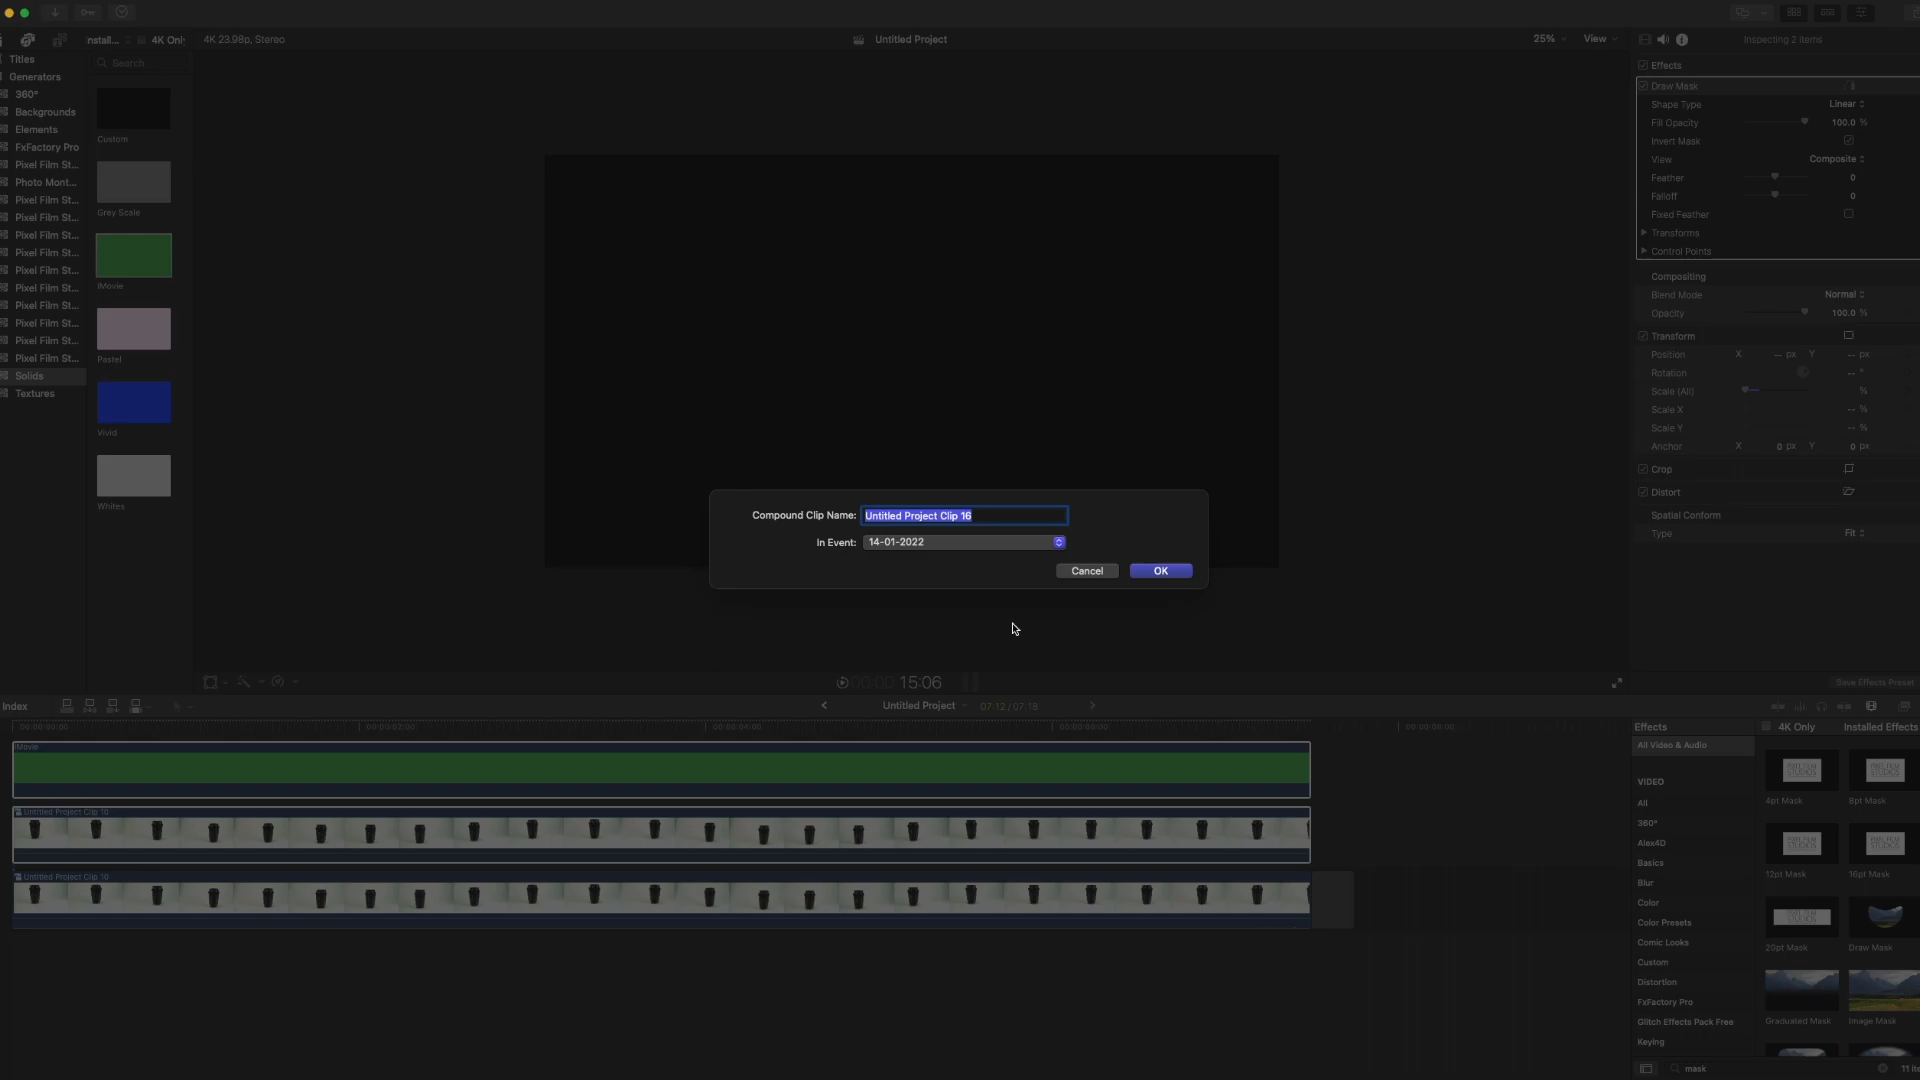 nstall...
4K Only
4K 23.98p, Stereo
Untitled Project
25%
View
Inspecting 2 items
Titles
Generators
360°
Backgrounds
Elements
FxFactory Pro
Pixel Film St...
Photo Mont...
Pixel Film St...
Pixel Film St...
Pixel Film St...
Pixel Film St...
Pixel Film St...
Pixel Film St...
Pixel Film St...
Pixel Film St...
Pixel Film St...
Pixel Film St...
Solids
Textures
Search
Custom
Grey Scale
iMovie
Pastel
Vivid
Whites
Effects
Draw Mask
Shape Type
Linear
Fill Opacity
100.0 %
Invert Mask
View
Composite
Feather
0
Falloff
0
Fixed Feather
Transforms
Control Points
Compositing
Blend Mode
Normal
Opacity
100.0 %
Transform
Position
X
-- px
Y
-- px
Rotation
-- °
Scale (All)
%
Scale X
-- %
Scale Y
-- %
Anchor
X
0 px
Y
0 px
Crop
Distort
Spatial Conform
Type
Fit
Save Effects Preset
Compound Clip Name:
Untitled Project Clip 16
In Event:
14-01-2022
Cancel
OK
00:00:00
15:06
Index
Untitled Project
07:12 / 07:18
00:00:00:00
00:00:02:00
00:00:04:00
iMovie
Untitled Project Clip 10
Untitled Project Clip 10
Effects
4K Only
Installed Effects
All Video & Audio
VIDEO
All
360°
Alex4D
Basics
Blur
Color
Color Presets
Comic Looks
Custom
Distortion
FxFactory Pro
Glitch Effects Pack Free
Keying
4pt Mask
8pt Mask
12pt Mask
16pt Mask
20pt Mask
Draw Mask
Graduated Mask
Image Mask
mask
11 ite